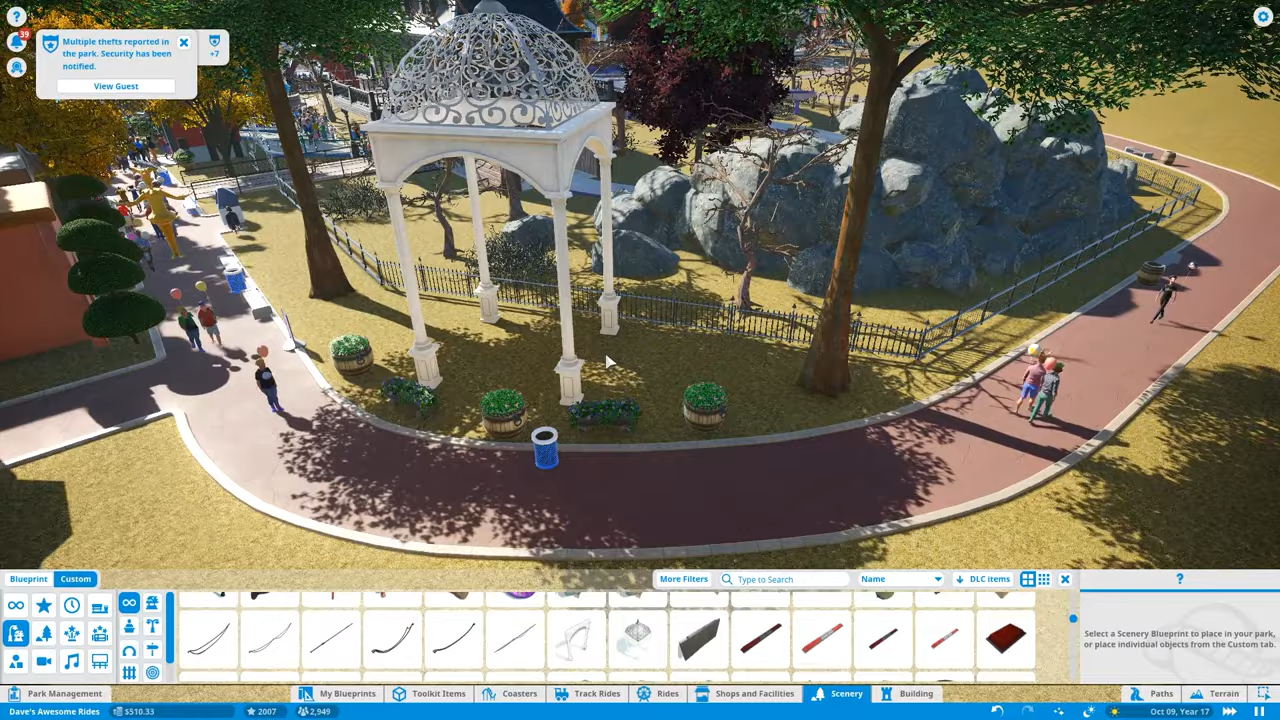 ?
39
Multiple thefts reported in
the park. Security has been
notified.
+7
View Guest
Blueprint
Custom
More Filters
Type to Search
Name
DLC items
?
Select a Scenery Blueprint to place in your park,
or place individual objects from the Custom tab.
Park Management
My Blueprints
Toolkit Items
Coasters
Track Rides
Rides
Shops and Facilities
Scenery
Building
Paths
Terrain
Dave's Awesome Rides
$510.33
2007
2,949
Oct 09, Year 17